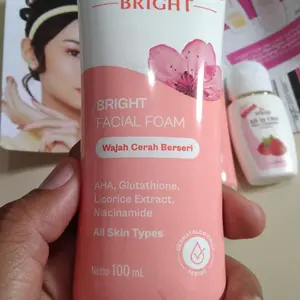 BRIGHT
BRIGHT
FACIAL FOAM
Wajah Cerah Berseri
AHA, Glutathione,
Licorice Extract,
Niacinamide
All Skin Types
Netto 100 mL